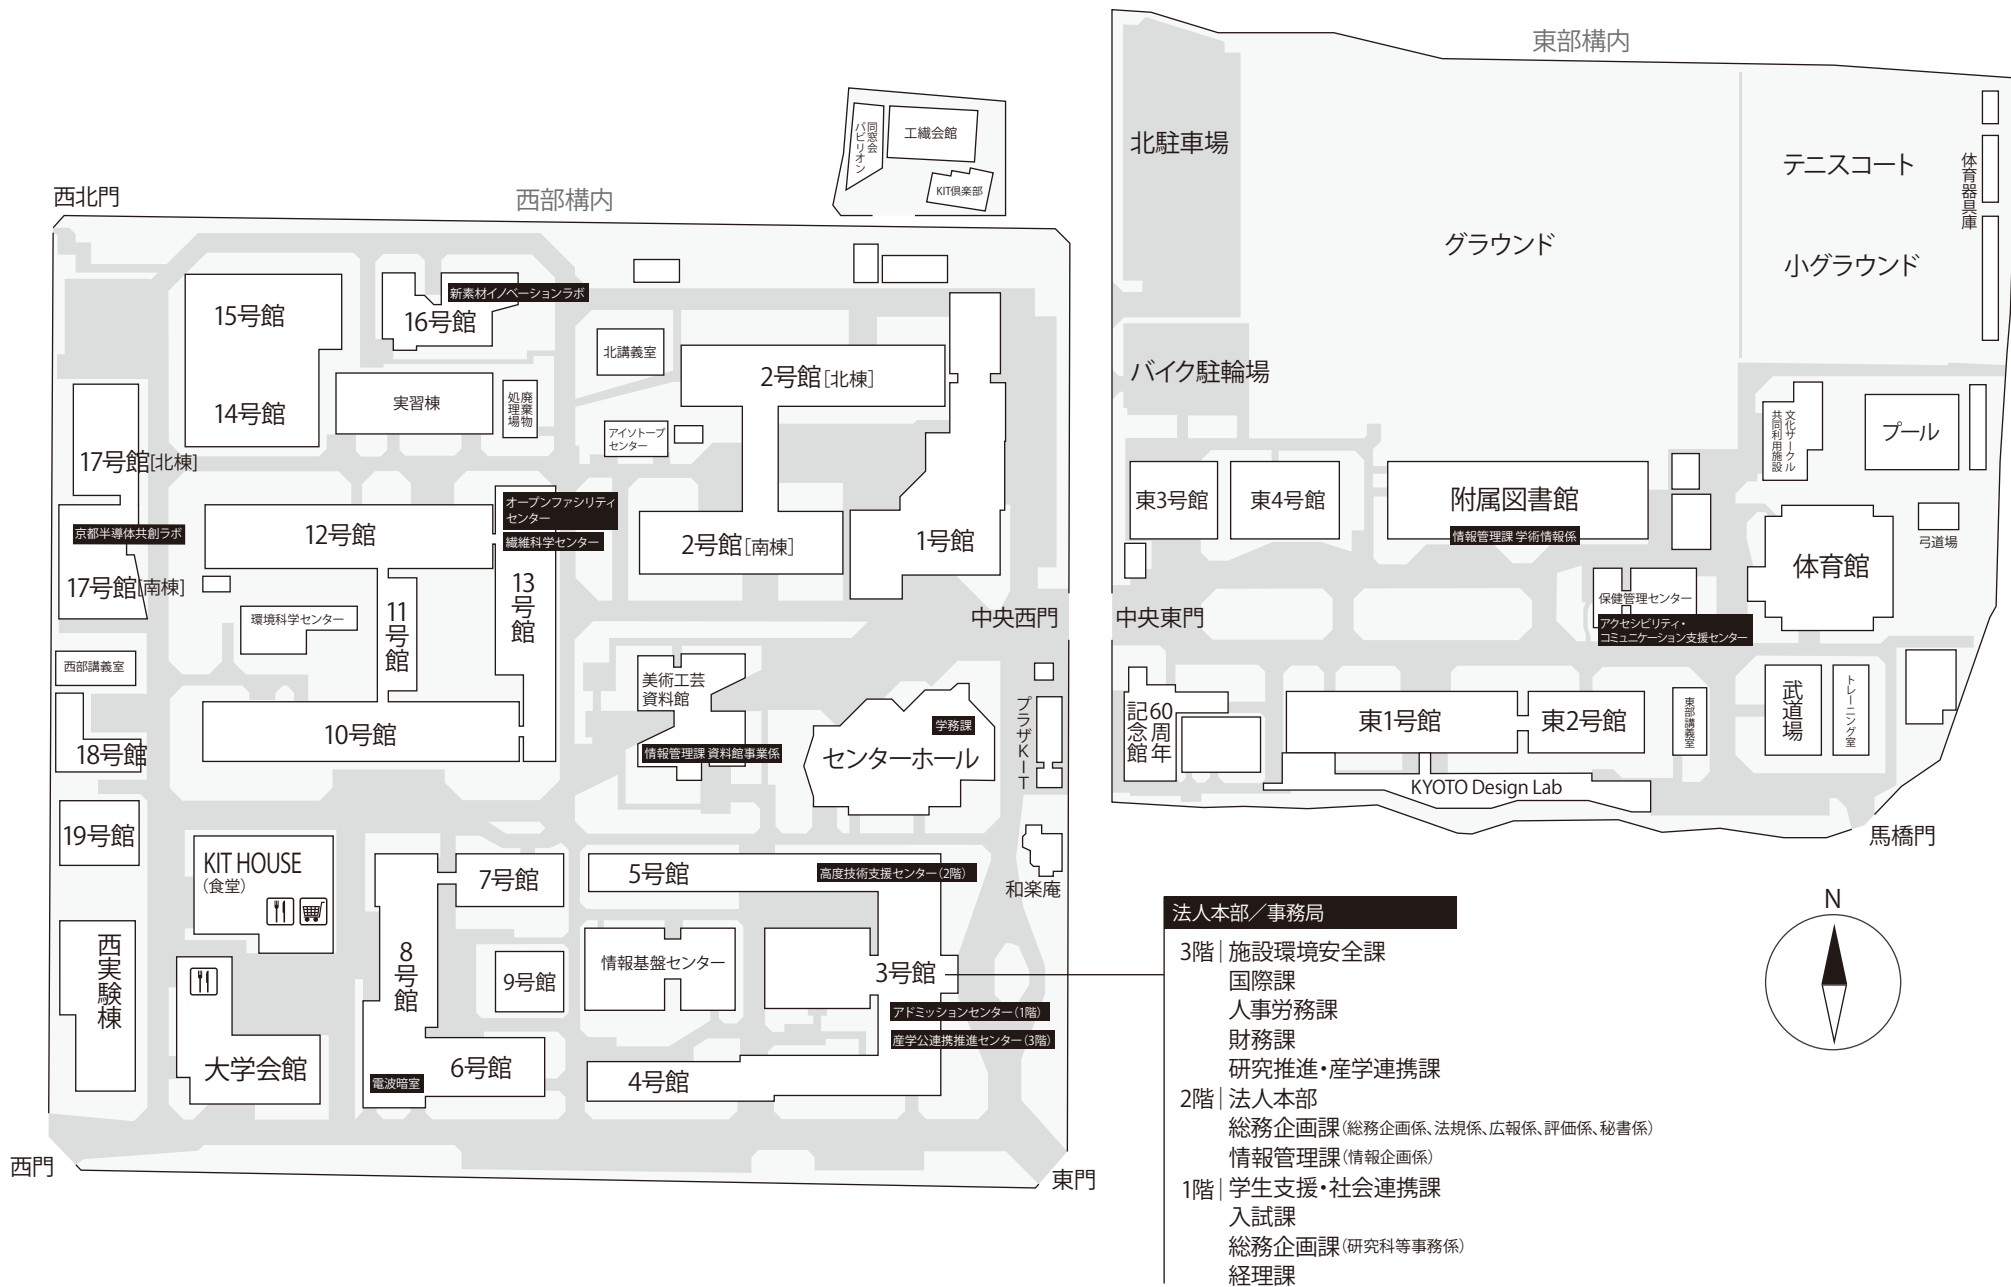 東部構内
北駐車場
テニスコート
体育器具庫
グラウンド
小グラウンド
バイク駐輪場
文化サークル
共同利用施設
プール
東3号館
東4号館
附属図書館
情報管理課 学術情報係
弓道場
体育館
保健管理センター
アクセシビリティ・
コミュニケーション支援センター
中央東門
60周年
記念館
東1号館
東2号館
東部講義室
武道場
トレーニング室
KYOTO Design Lab
馬橋門
同窓会
パビリオン
工繊会館
KIT倶楽部
西北門
西部構内
15号館
新素材イノベーションラボ
16号館
北講義室
2号館[北棟]
14号館
実習棟
廃棄物
処理場
アイソトープ
センター
17号館[北棟]
オープンファシリティ
センター
繊維科学センター
京都半導体共創ラボ
12号館
2号館[南棟]
1号館
17号館[南棟]
13号館
11号館
環境科学センター
中央西門
西部講義室
美術工芸
資料館
プラザKIT
学務課
10号館
18号館
情報管理課 資料館事業係
センターホール
19号館
KIT HOUSE
(食堂)
7号館
5号館
高度技術支援センター(2階)
和楽庵
西実験棟
8号館
9号館
情報基盤センター
3号館
アドミッションセンター(1階)
産学公連携推進センター(3階)
大学会館
電波暗室
6号館
4号館
西門
東門
法人本部／事務局
3階|施設環境安全課
国際課
人事労務課
財務課
研究推進・産学連携課
2階|法人本部
総務企画課(総務企画係、法規係、広報係、評価係、秘書係)
情報管理課(情報企画係)
1階|学生支援・社会連携課
入試課
総務企画課(研究科等事務係)
経理課
N